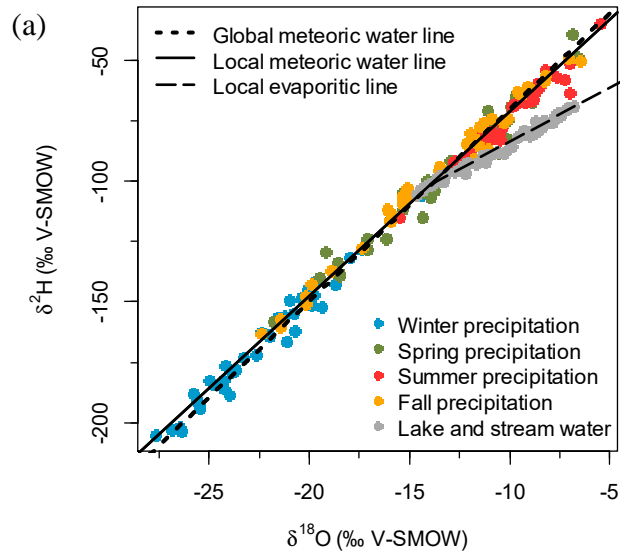 (a)
Global meteoric water line
Local meteoric water line
Local evaporitic line
-50
-100
-150
-200
δ²H (‰ V-SMOW)
Winter precipitation
Spring precipitation
Summer precipitation
Fall precipitation
Lake and stream water
-25 -20 -15 -10 -5
δ¹⁸O (‰ V-SMOW)